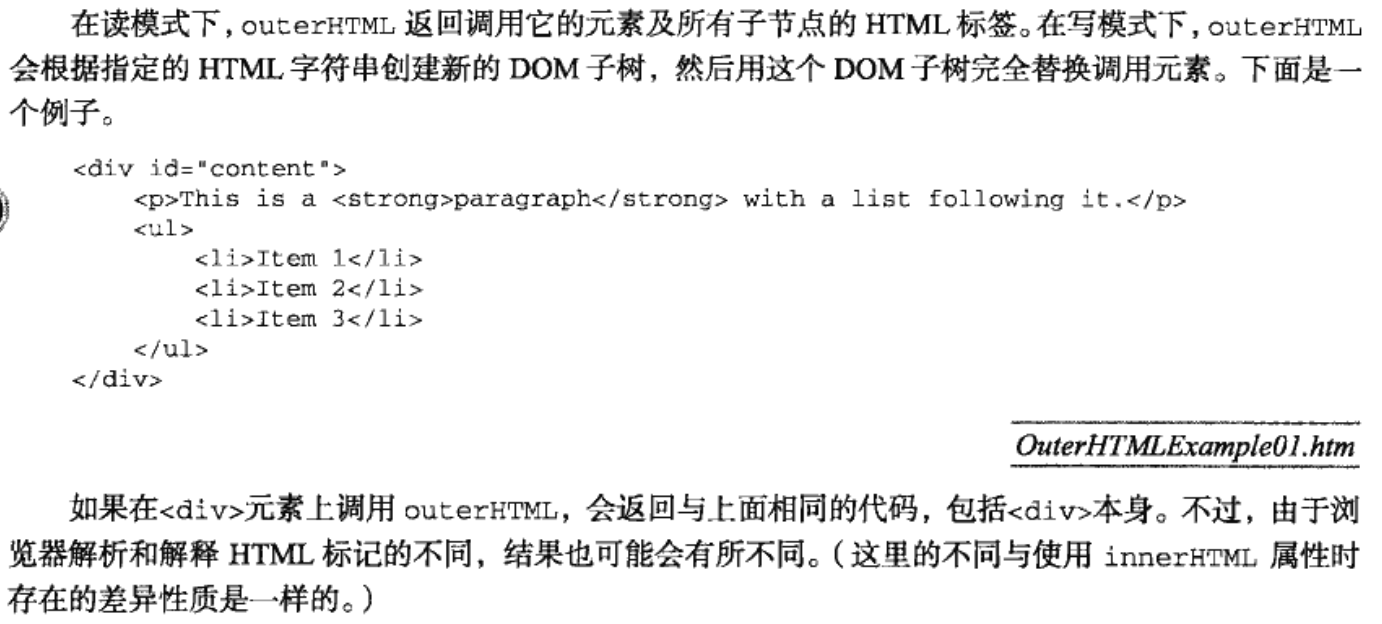 在读模式下，outerHTML 返回调用它的元素及所有子节点的 HTML 标签。在写模式下，outerHTML
会根据指定的 HTML 字符串创建新的 DOM 子树，然后用这个 DOM 子树完全替换调用元素。下面是一
个例子。
<div id="content">
    <p>This is a <strong>paragraph</strong> with a list following it.</p>
    <ul>
        <li>Item 1</li>
        <li>Item 2</li>
        <li>Item 3</li>
    </ul>
</div>
OuterHTMLExample01.htm
如果在<div>元素上调用 outerHTML，会返回与上面相同的代码，包括<div>本身。不过，由于浏
览器解析和解释 HTML 标记的不同，结果也可能会有所不同。（这里的不同与使用 innerHTML 属性时
存在的差异性质是一样的。）